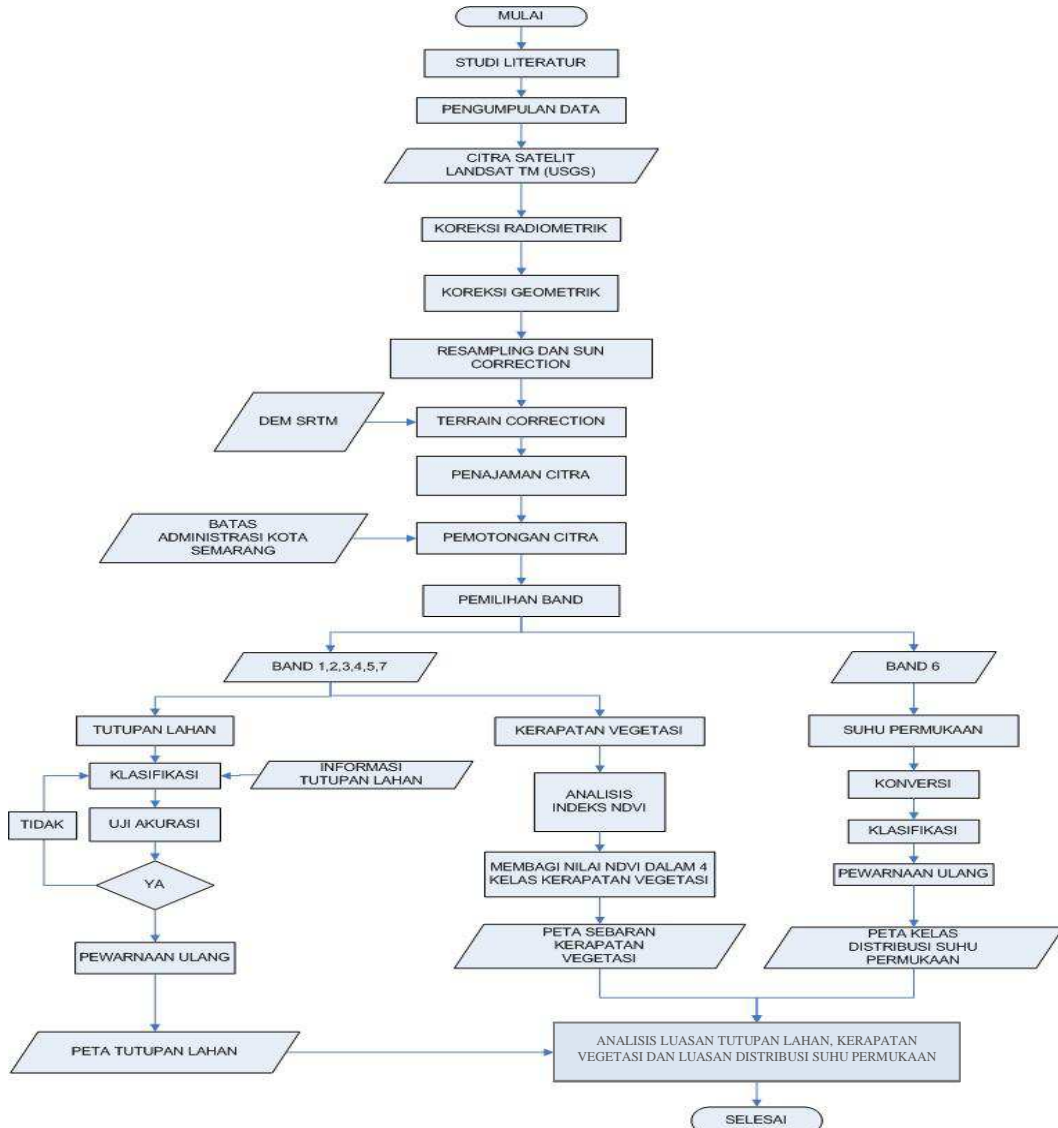 MULAI
STUDI LITERATUR
PENGUMPULAN DATA
CITRA SATELIT
LANDSAT TM (USGS)
KOREKSI RADIOMETRIK
KOREKSI GEOMETRIK
RESAMPLING DAN SUN
CORRECTION
DEM SRTM
TERRAIN CORRECTION
PENAJAMAN CITRA
BATAS
ADMINISTRASI KOTA
SEMARANG
PEMOTONGAN CITRA
PEMILIHAN BAND
BAND 1,2,3,4,5,7
BAND 6
TUTUPAN LAHAN
KLASIFIKASI
INFORMASI
TUTUPAN LAHAN
TIDAK
UJI AKURASI
YA
PEWARNAAN ULANG
PETA TUTUPAN LAHAN
KERAPATAN VEGETASI
ANALISIS
INDEKS NDVI
MEMBAGI NILAI NDVI DALAM 4
KELAS KERAPATAN VEGETASI
PETA SEBARAN
KERAPATAN
VEGETASI
SUHU PERMUKAAN
KONVERSI
KLASIFIKASI
PEWARNAAN ULANG
PETA KELAS
DISTRIBUSI SUHU
PERMUKAAN
ANALISIS LUASAN TUTUPAN LAHAN, KERAPATAN
VEGETASI DAN LUASAN DISTRIBUSI SUHU PERMUKAAN
SELESAI